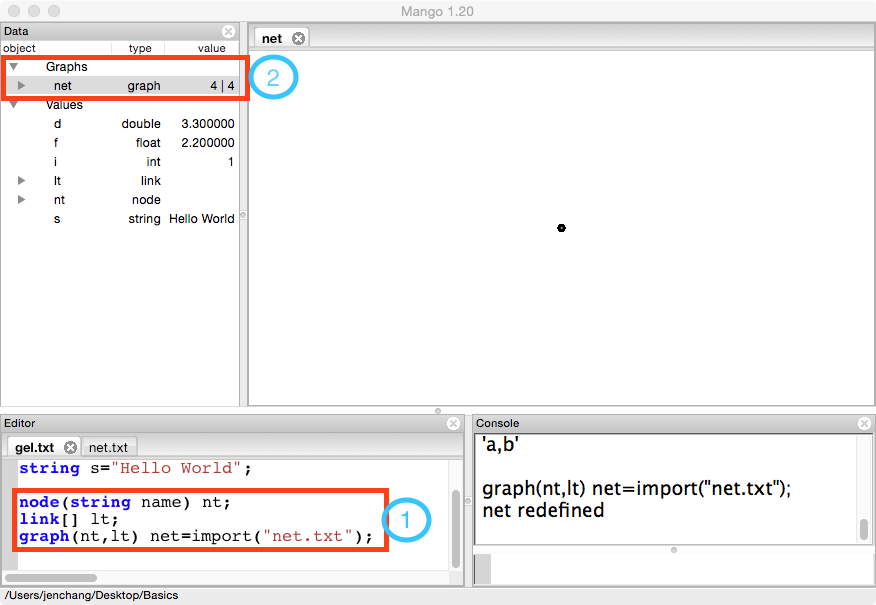 Mango 1.20
Data
object type value
Graphs
net graph 4 | 4
Values
d double 3.300000
f float 2.200000
i int 1
lt link
nt node
s string Hello World
2
net
Editor
gel.txt net.txt
string s="Hello World";
node(string name) nt;
link[] lt;
graph(nt,lt) net=import("net.txt");
1
Console
'a,b'
graph(nt,lt) net=import("net.txt");
net redefined
/Users/jenchang/Desktop/Basics